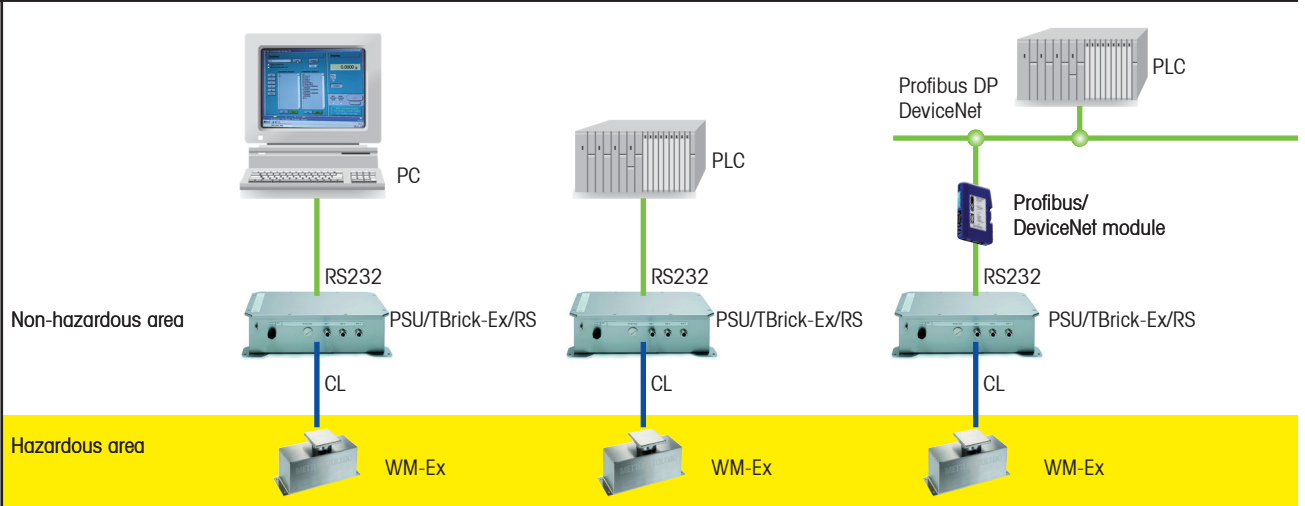 PC
PLC
Profibus DP
DeviceNet
PLC
Profibus/
DeviceNet module
RS232
RS232
RS232
Non-hazardous area
PSU/TBrick-Ex/RS
PSU/TBrick-Ex/RS
PSU/TBrick-Ex/RS
CL
CL
CL
Hazardous area
WM-Ex
WM-Ex
WM-Ex